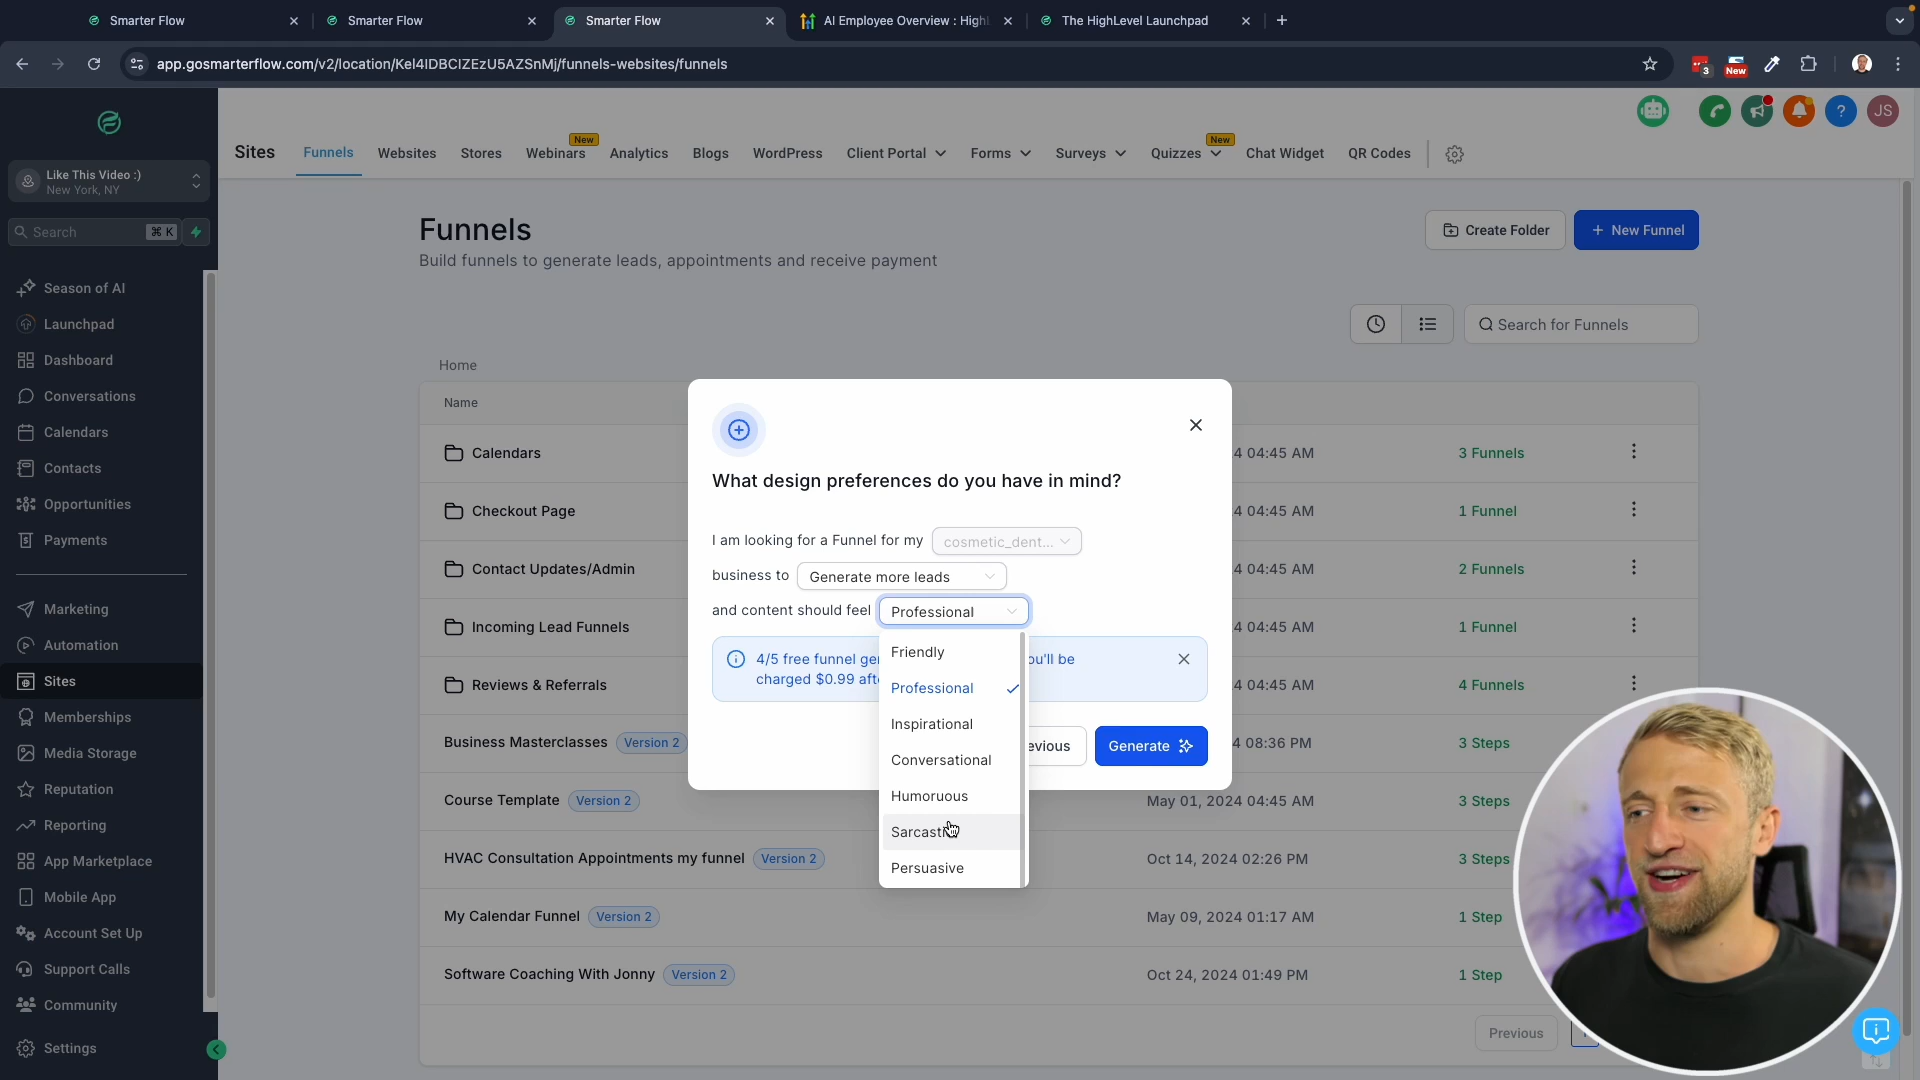 Smarter Flow
Smarter Flow
Smarter Flow
AI Employee Overview : High
The HighLevel Launchpad
app.gosmarterflow.com/v2/location/Kel4IDBCIZEzU5AZSnMj/funnels-websites/funnels
3
New
Like This Video :)
New York, NY
Search
⌘ K
Season of AI
Launchpad
Dashboard
Conversations
Calendars
Contacts
Opportunities
Payments
Marketing
Automation
Sites
Memberships
Media Storage
Reputation
Reporting
App Marketplace
Mobile App
Account Set Up
Support Calls
Community
Settings
JS
Sites
Funnels
Websites
Stores
Webinars
New
Analytics
Blogs
WordPress
Client Portal
Forms
Surveys
Quizzes
New
Chat Widget
QR Codes
Funnels
Build funnels to generate leads, appointments and receive payment
Create Folder
+ New Funnel
Search for Funnels
Home
Name
Calendars
4 04:45 AM
3 Funnels
Checkout Page
4 04:45 AM
1 Funnel
Contact Updates/Admin
4 04:45 AM
2 Funnels
Incoming Lead Funnels
4 04:45 AM
1 Funnel
Reviews & Referrals
4 04:45 AM
4 Funnels
Business Masterclasses
Version 2
4 08:36 PM
3 Steps
Course Template
Version 2
May 01, 2024 04:45 AM
3 Steps
HVAC Consultation Appointments my funnel
Version 2
Oct 14, 2024 02:26 PM
3 Steps
My Calendar Funnel
Version 2
May 09, 2024 01:17 AM
1 Step
Software Coaching With Jonny
Version 2
Oct 24, 2024 01:49 PM
1 Step
Previous
What design preferences do you have in mind?
I am looking for a Funnel for my
cosmetic_dent...
business to
Generate more leads
and content should feel
Professional
4/5 free funnel ge
ou'll be
charged $0.99 aft
Friendly
Professional
Inspirational
Conversational
Humoruous
Sarcastic
Persuasive
evious
Generate